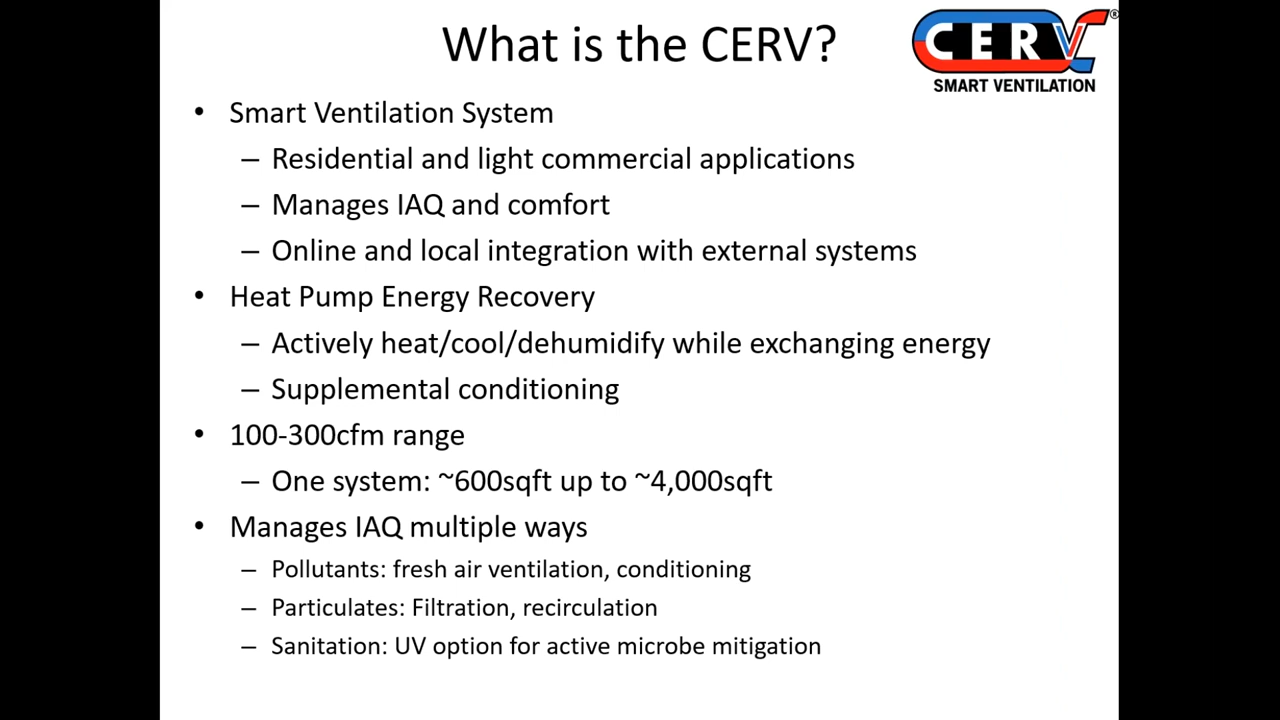 What is the CERV?
CERV®
SMART VENTILATION
• Smart Ventilation System
– Residential and light commercial applications
– Manages IAQ and comfort
– Online and local integration with external systems
• Heat Pump Energy Recovery
– Actively heat/cool/dehumidify while exchanging energy
– Supplemental conditioning
• 100-300cfm range
– One system: ~600sqft up to ~4,000sqft
• Manages IAQ multiple ways
– Pollutants: fresh air ventilation, conditioning
– Particulates: Filtration, recirculation
– Sanitation: UV option for active microbe mitigation